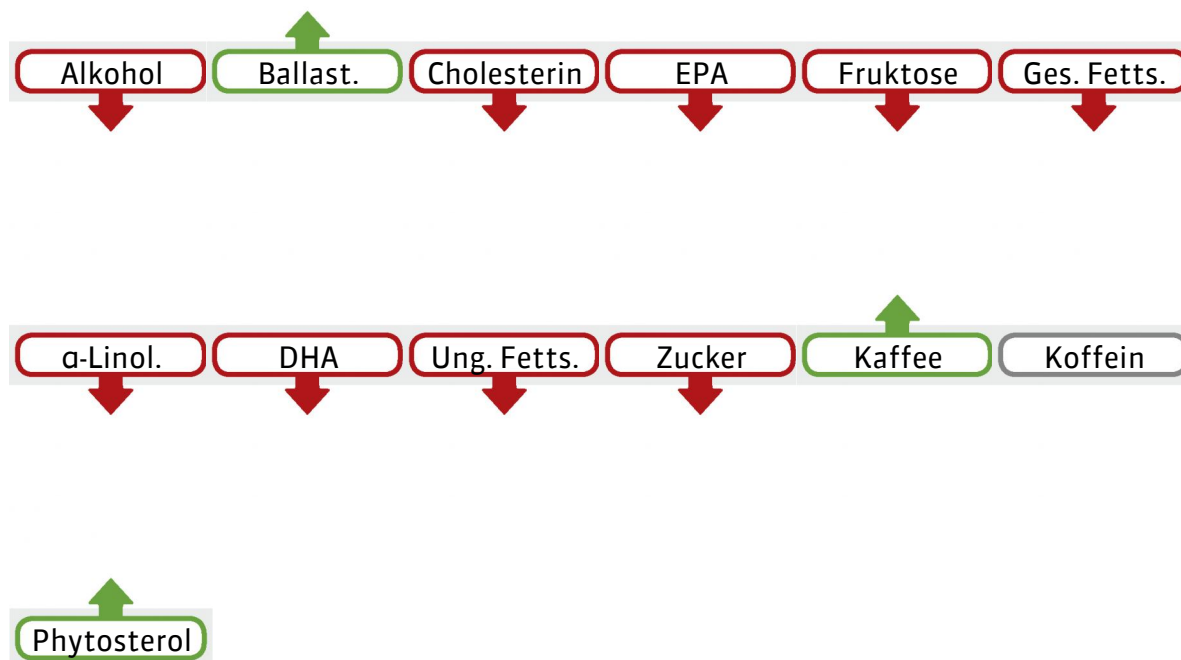 Alkohol Ballast. Cholesterin EPA Fruktose Ges. Fetts.
α-Linol. DHA Ung. Fetts. Zucker Kaffee Koffein
Phytosterol